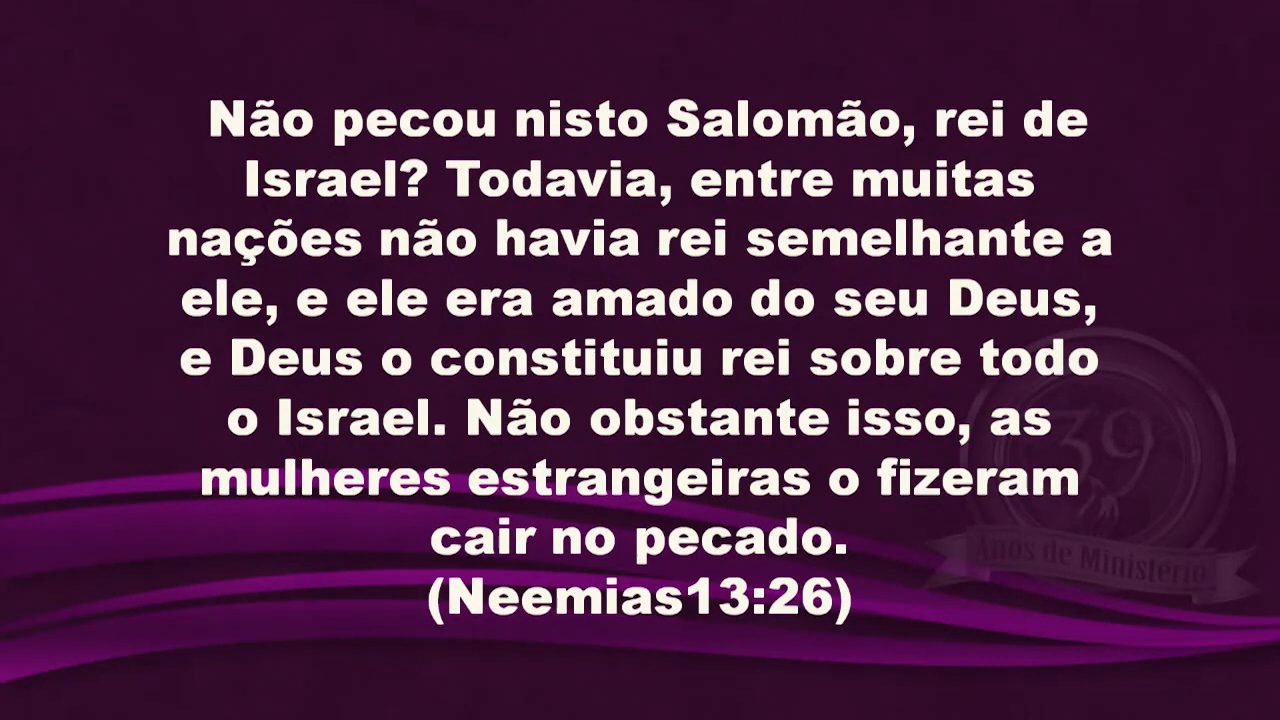 Não pecou nisto Salomão, rei de
Israel? Todavia, entre muitas
nações não havia rei semelhante a
ele, e ele era amado do seu Deus,
e Deus o constituiu rei sobre todo
o Israel. Não obstante isso, as
mulheres estrangeiras o fizeram
cair no pecado.
(Neemias13:26)
39
Anos de Ministério